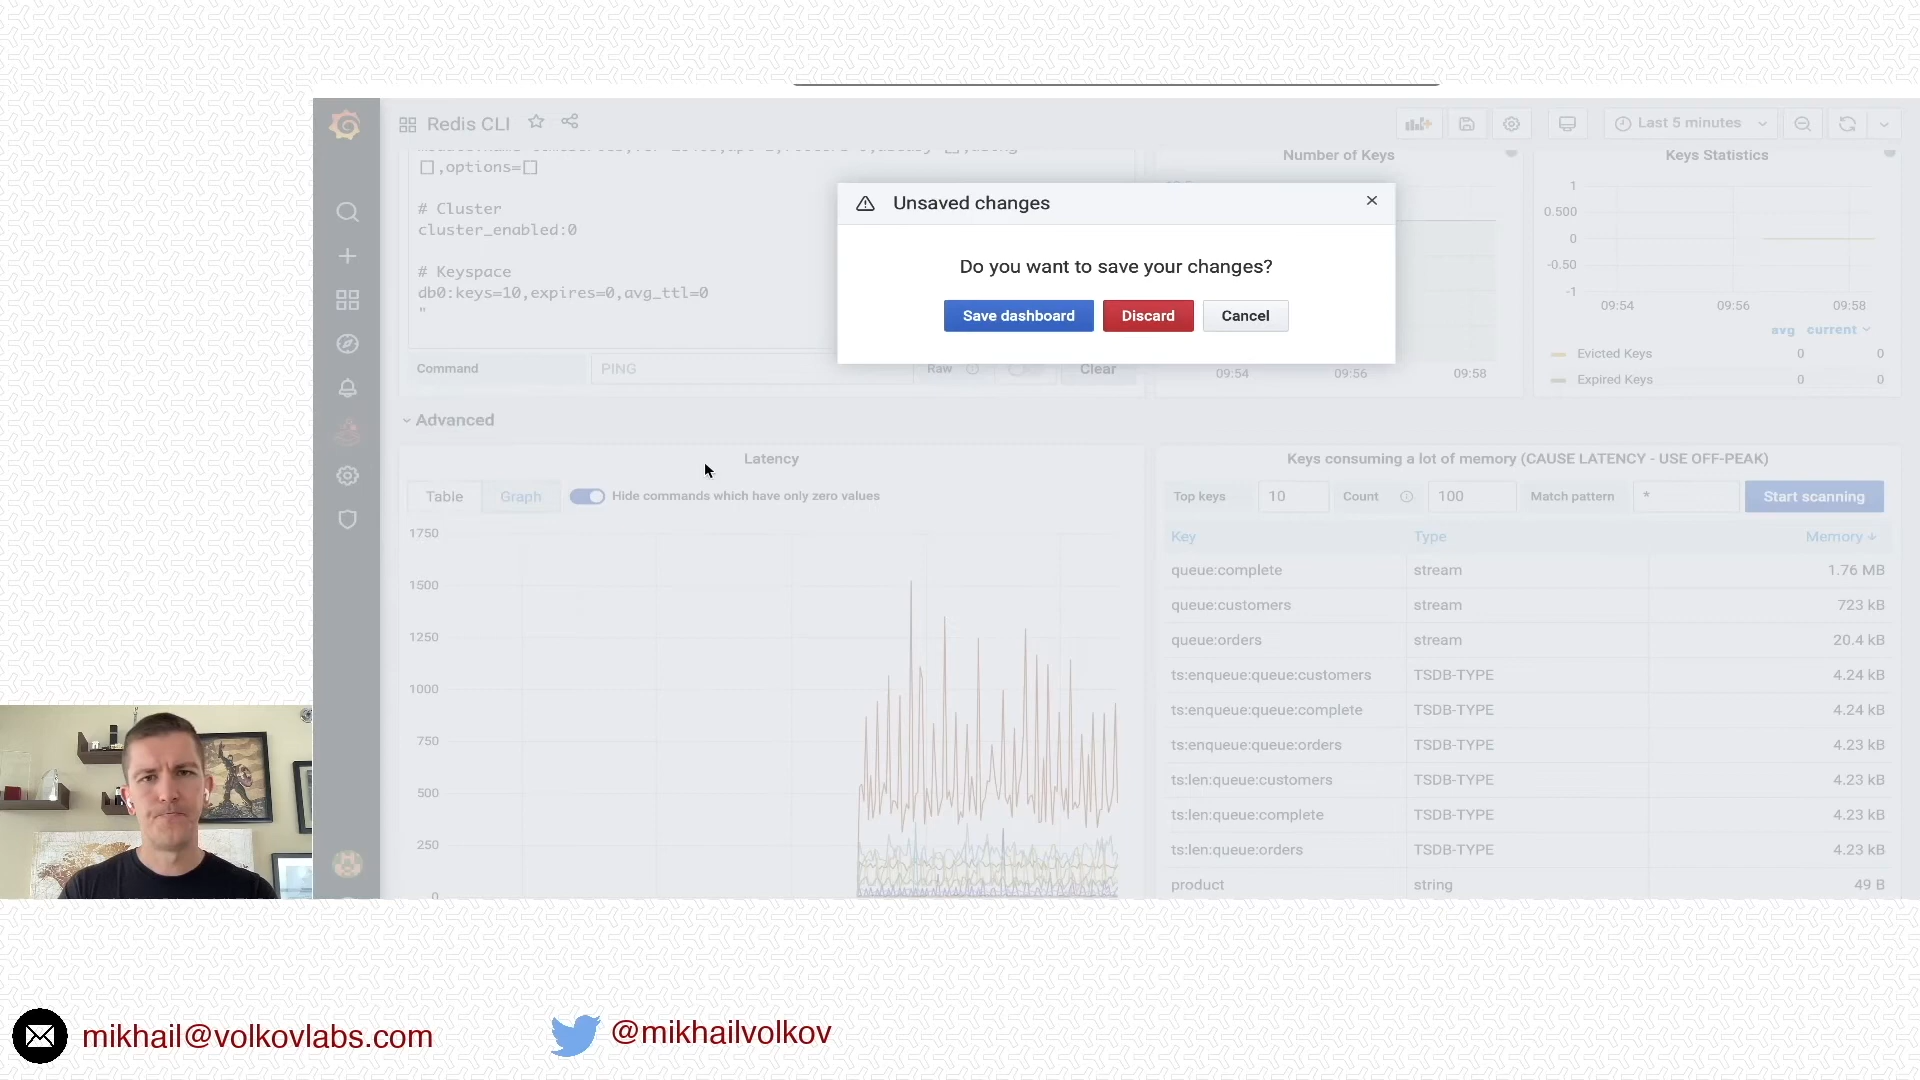 Redis CLI
Last 5 minutes
[],options=[]
# Cluster
cluster_enabled:0
# Keyspace
db0:keys=10,expires=0,avg_ttl=0
"
Command
PING
Raw
Clear
Number of Keys
09:54
09:56
09:58
Keys Statistics
1
0.500
0
-0.50
-1
09:54
09:56
09:58
avg current
Evicted Keys 0 0
Expired Keys 0 0
Unsaved changes
Do you want to save your changes?
Save dashboard
Discard
Cancel
Advanced
Latency
Table
Graph
Hide commands which have only zero values
1750
1500
1250
1000
750
500
250
0
Keys consuming a lot of memory (CAUSE LATENCY - USE OFF-PEAK)
Top keys 10 Count 100 Match pattern * Start scanning
Key Type Memory
queue:complete stream 1.76 MB
queue:customers stream 723 kB
queue:orders stream 20.4 kB
ts:enqueue:queue:customers TSDB-TYPE 4.24 kB
ts:enqueue:queue:complete TSDB-TYPE 4.24 kB
ts:enqueue:queue:orders TSDB-TYPE 4.23 kB
ts:len:queue:customers TSDB-TYPE 4.23 kB
ts:len:queue:complete TSDB-TYPE 4.23 kB
ts:len:queue:orders TSDB-TYPE 4.23 kB
product string 49 B
mikhail@volkovlabs.com
@mikhailvolkov